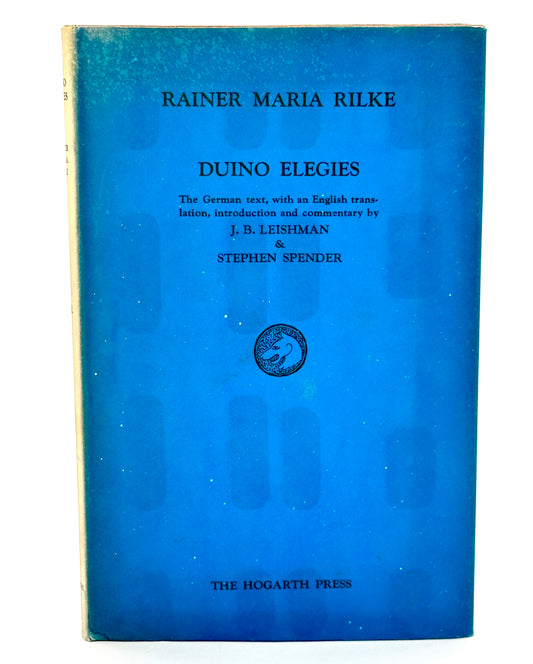 RAINER MARIA RILKE
DUINO ELEGIES
The German text, with an English trans-
lation, introduction and commentary by
J. B. LEISHMAN
&
STEPHEN SPENDER
THE HOGARTH PRESS